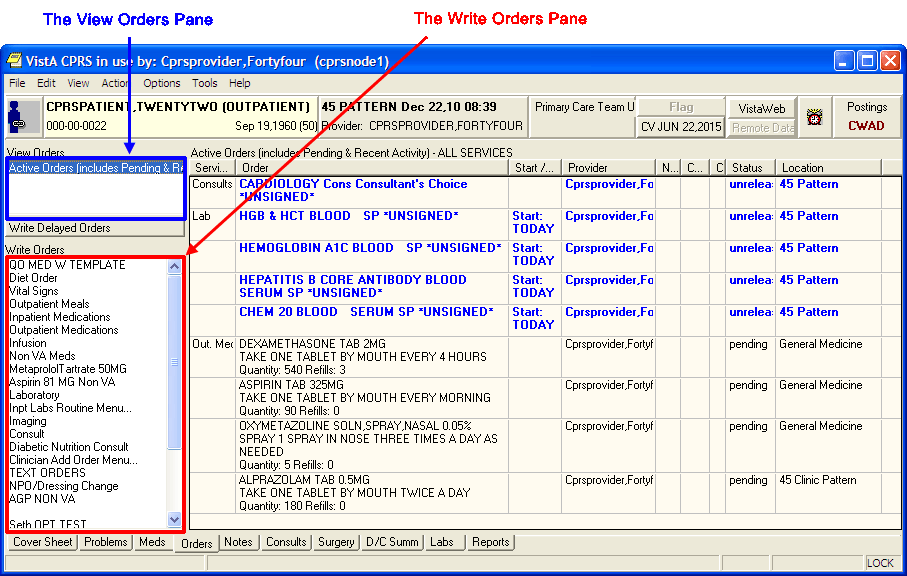 The View Orders Pane
The Write Orders Pane
VistA CPRS in use by: Cprsprovider,Fortyfour (cprsnode1)
File Edit View Action Options Tools Help
CPRSPATIENT,TWENTYTWO (OUTPATIENT)
000-00-0022 Sep 19,1960 (50)
45 PATTERN Dec 22,10 08:39
Provider: CPRSPROVIDER,FORTYFOUR
Primary Care Team U
Flag
CV JUN 22,2015
VistaWeb
Remote Data
Postings
CWAD
View Orders
Active Orders (includes Pending & R
Write Delayed Orders
Write Orders
QO MED W TEMPLATE
Diet Order
Vital Signs
Outpatient Meals
Inpatient Medications
Outpatient Medications
Infusion
Non VA Meds
MetaprololTartrate 50MG
Aspirin 81 MG Non VA
Laboratory
Inpt Labs Routine Menu...
Imaging
Consult
Diabetic Nutrition Consult
Clinician Add Order Menu...
TEXT ORDERS
NPO/Dressing Change
AGP NON VA
Seth OPT TEST
Active Orders (includes Pending & Recent Activity) - ALL SERVICES
Servi... Order Start /... Provider N... C... C Status Location
Consults CARDIOLOGY Cons Consultant's Choice Cprsprovider,Fo unrelea: 45 Pattern
*UNSIGNED*
Lab HGB & HCT BLOOD SP *UNSIGNED* Start: Cprsprovider,Fo unrelea: 45 Pattern
TODAY
HEMOGLOBIN A1C BLOOD SP *UNSIGNED* Start: Cprsprovider,Fo unrelea: 45 Pattern
TODAY
HEPATITIS B CORE ANTIBODY BLOOD Start: Cprsprovider,Fo unrelea: 45 Pattern
SERUM SP *UNSIGNED* TODAY
CHEM 20 BLOOD SERUM SP *UNSIGNED* Start: Cprsprovider,Fo unrelea: 45 Pattern
TODAY
Out. Med DEXAMETHASONE TAB 2MG Cprsprovider,Fortyf pending General Medicine
TAKE ONE TABLET BY MOUTH EVERY 4 HOURS
Quantity: 540 Refills: 3
ASPIRIN TAB 325MG Cprsprovider,Fortyf pending General Medicine
TAKE ONE TABLET BY MOUTH EVERY MORNING
Quantity: 90 Refills: 0
OXYMETAZOLINE SOLN,SPRAY,NASAL 0.05% Cprsprovider,Fortyf pending General Medicine
SPRAY 1 SPRAY IN NOSE THREE TIMES A DAY AS
NEEDED
Quantity: 5 Refills: 0
ALPRAZOLAM TAB 0.5MG Cprsprovider,Fortyf pending 45 Clinic Pattern
TAKE ONE TABLET BY MOUTH TWICE A DAY
Quantity: 180 Refills: 0
Cover Sheet Problems Meds Orders Notes Consults Surgery D/C Summ Labs Reports
LOCK